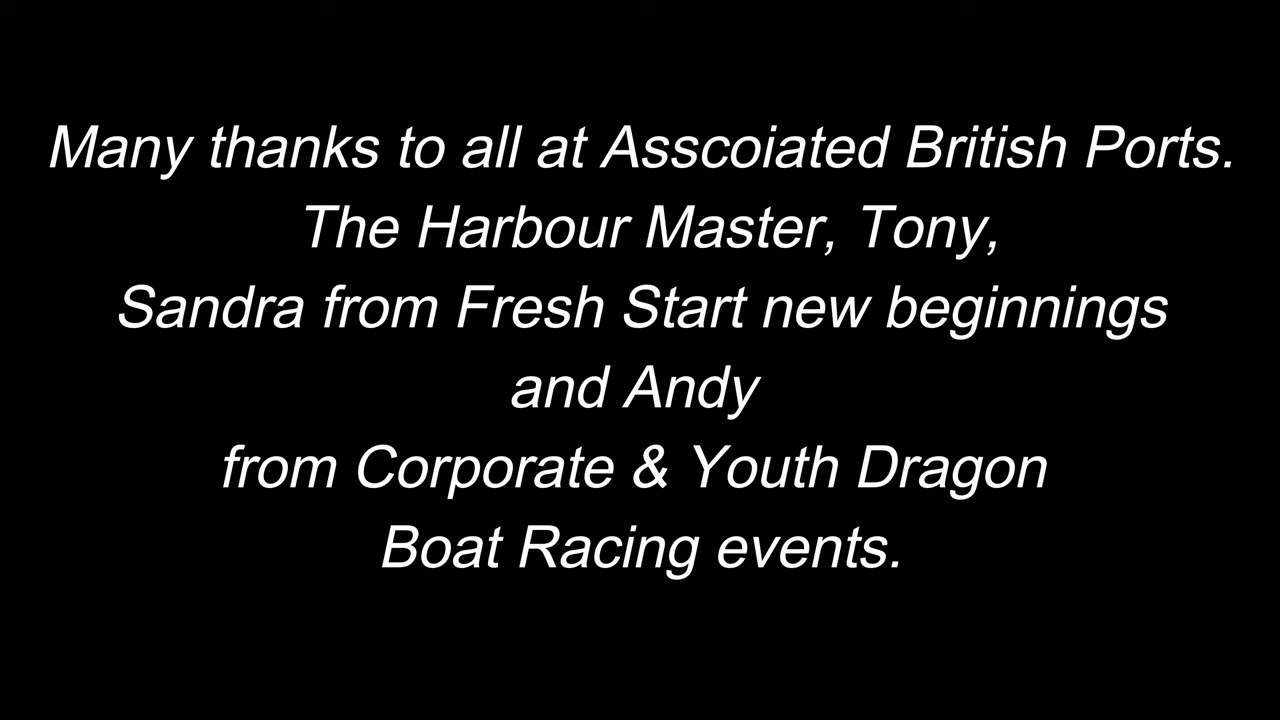 Many thanks to all at Asscoiated British Ports.
The Harbour Master, Tony,
Sandra from Fresh Start new beginnings
and Andy
from Corporate & Youth Dragon
Boat Racing events.